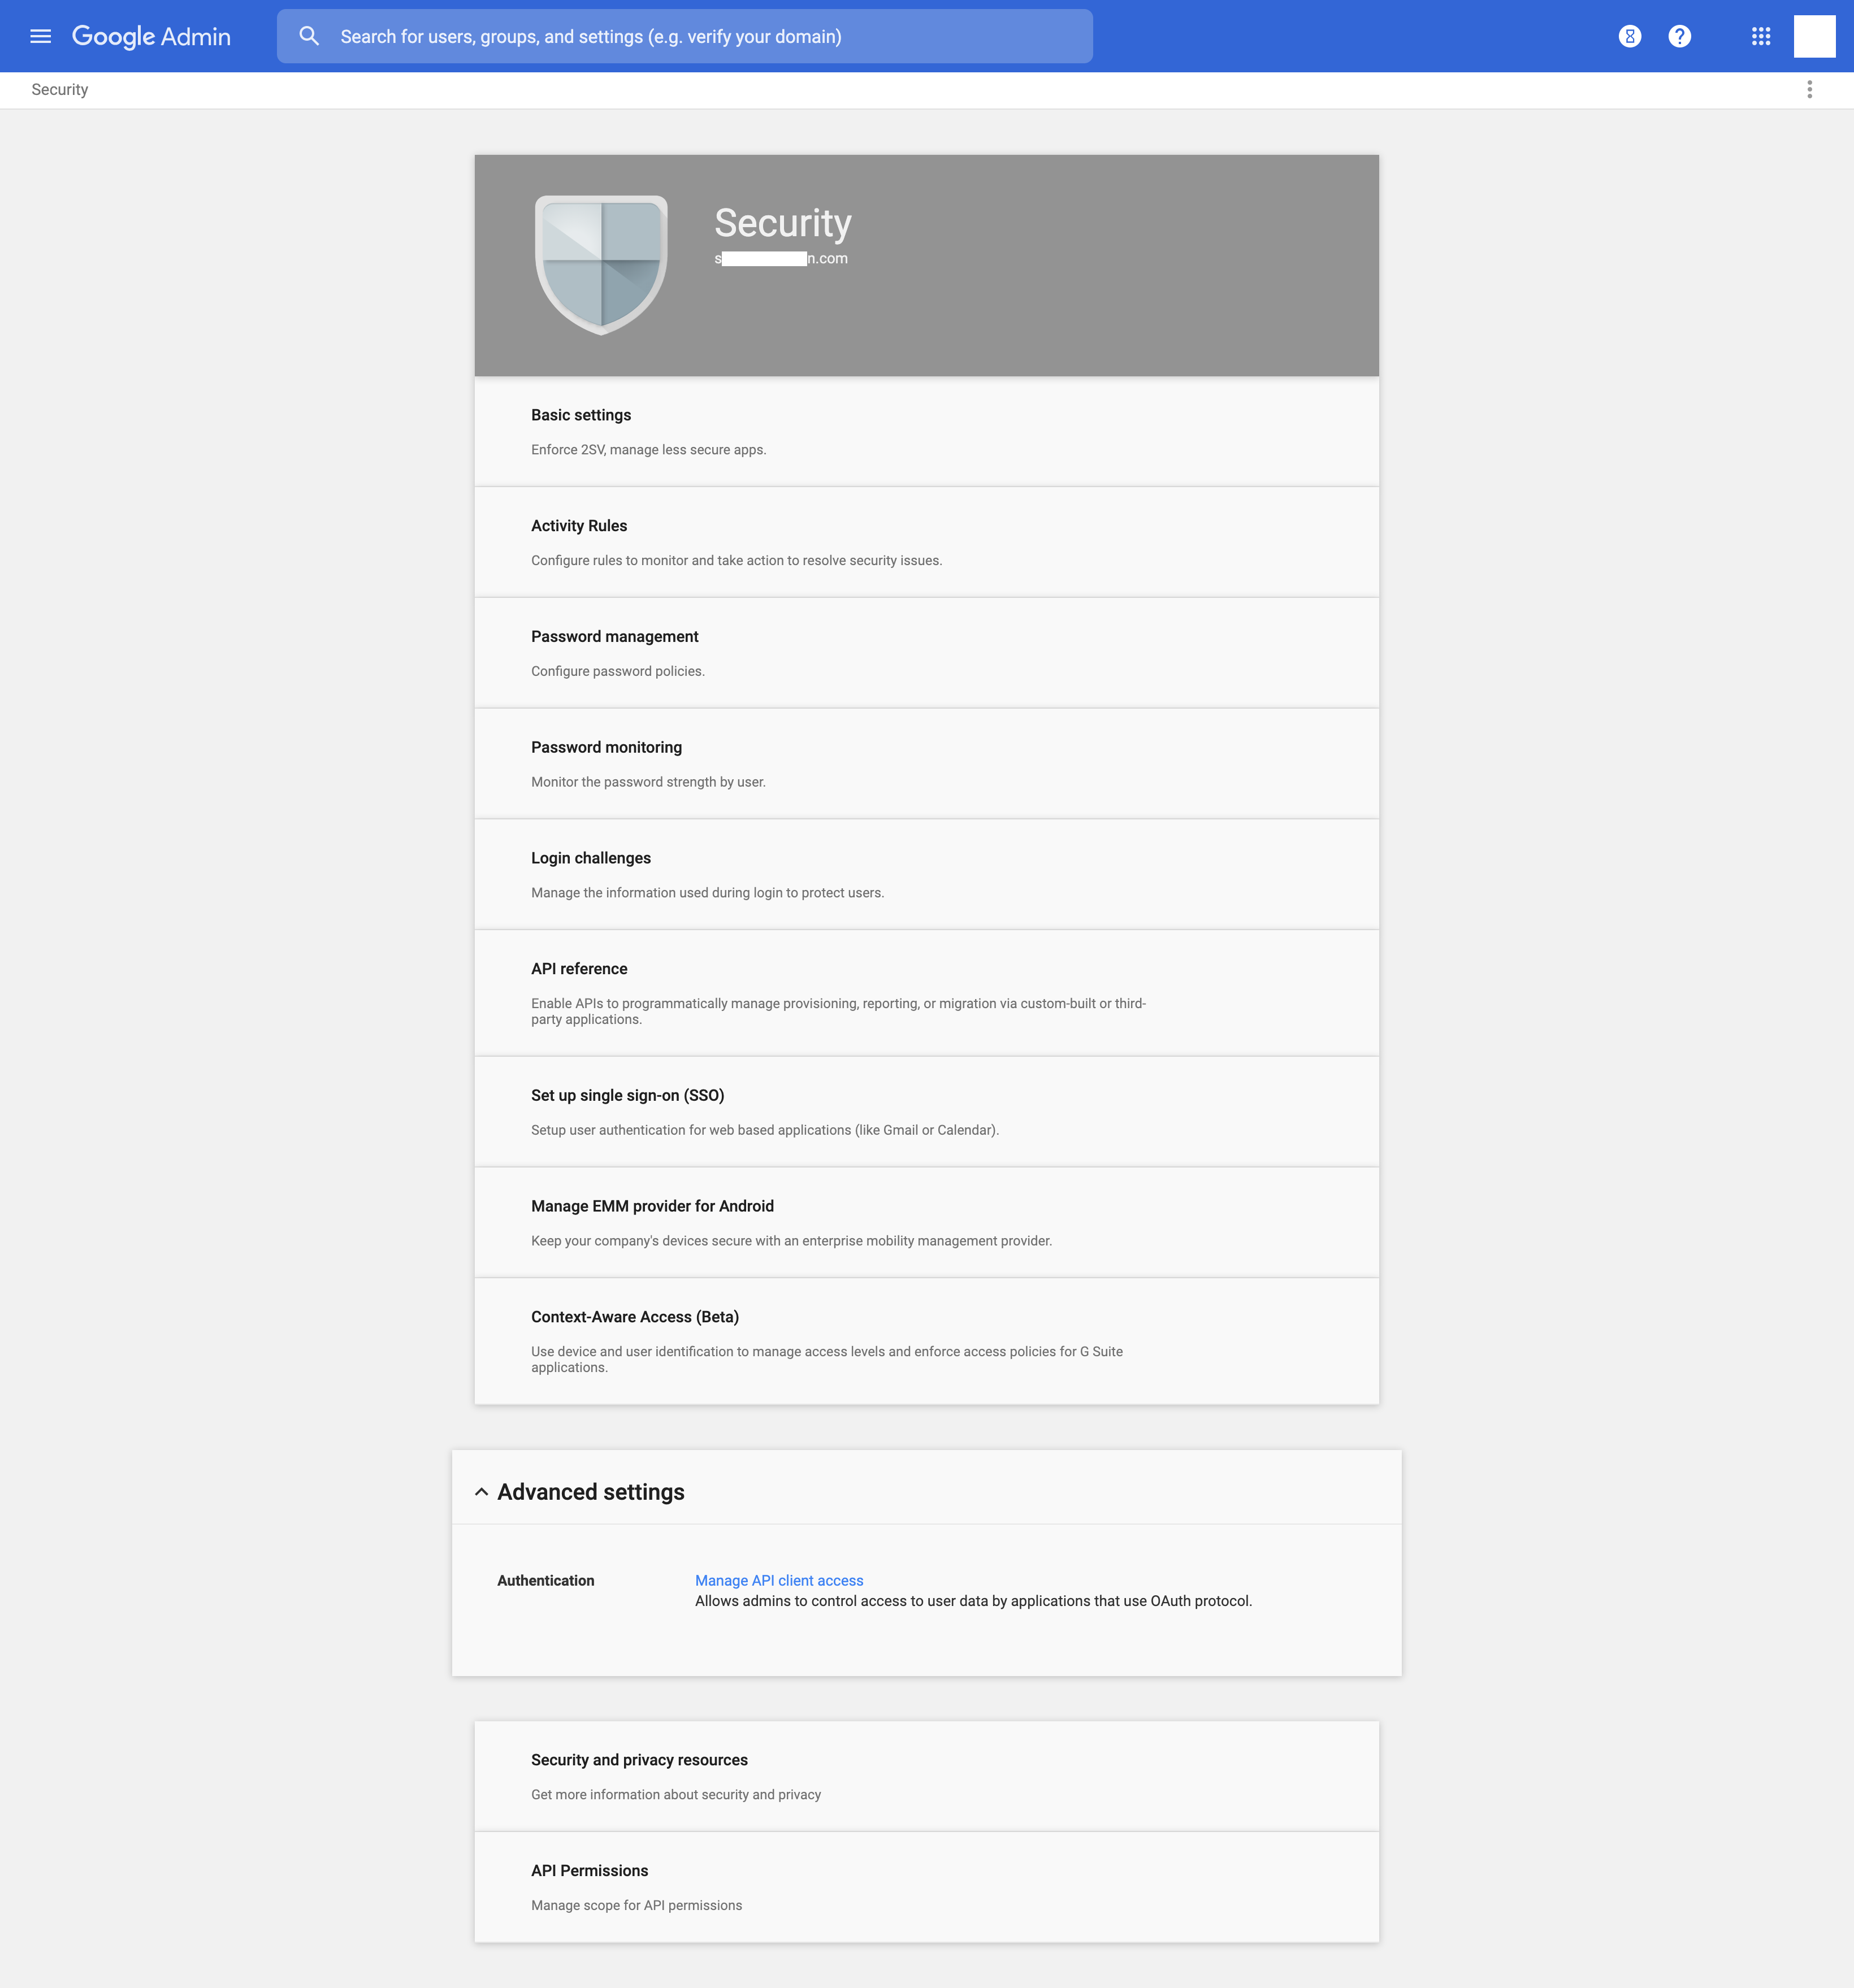 Google Admin
Search for users, groups, and settings (e.g. verify your domain)
Security
Security
s n.com
Basic settings
Enforce 2SV, manage less secure apps.
Activity Rules
Configure rules to monitor and take action to resolve security issues.
Password management
Configure password policies.
Password monitoring
Monitor the password strength by user.
Login challenges
Manage the information used during login to protect users.
API reference
Enable APIs to programmatically manage provisioning, reporting, or migration via custom-built or third-
party applications.
Set up single sign-on (SSO)
Setup user authentication for web based applications (like Gmail or Calendar).
Manage EMM provider for Android
Keep your company's devices secure with an enterprise mobility management provider.
Context-Aware Access (Beta)
Use device and user identification to manage access levels and enforce access policies for G Suite
applications.
Advanced settings
Authentication
Manage API client access
Allows admins to control access to user data by applications that use OAuth protocol.
Security and privacy resources
Get more information about security and privacy
API Permissions
Manage scope for API permissions